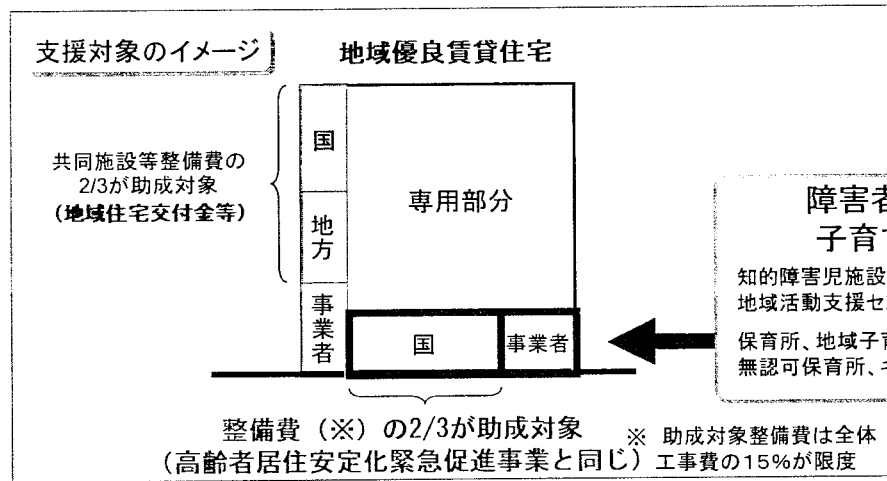 支援対象のイメージ
地域優良賃貸住宅
共同施設等整備費の
2/3が助成対象
(地域住宅交付金等)
国
地方
事業者
専用部分
国
事業者
障害者
子育
知的障害児施設
地域活動支援セ
保育所、地域子育
無認可保育所、キ
整備費(※)の2/3が助成対象
(高齢者居住安定化緊急促進事業と同じ)
※ 助成対象整備費は全体
工事費の15%が限度